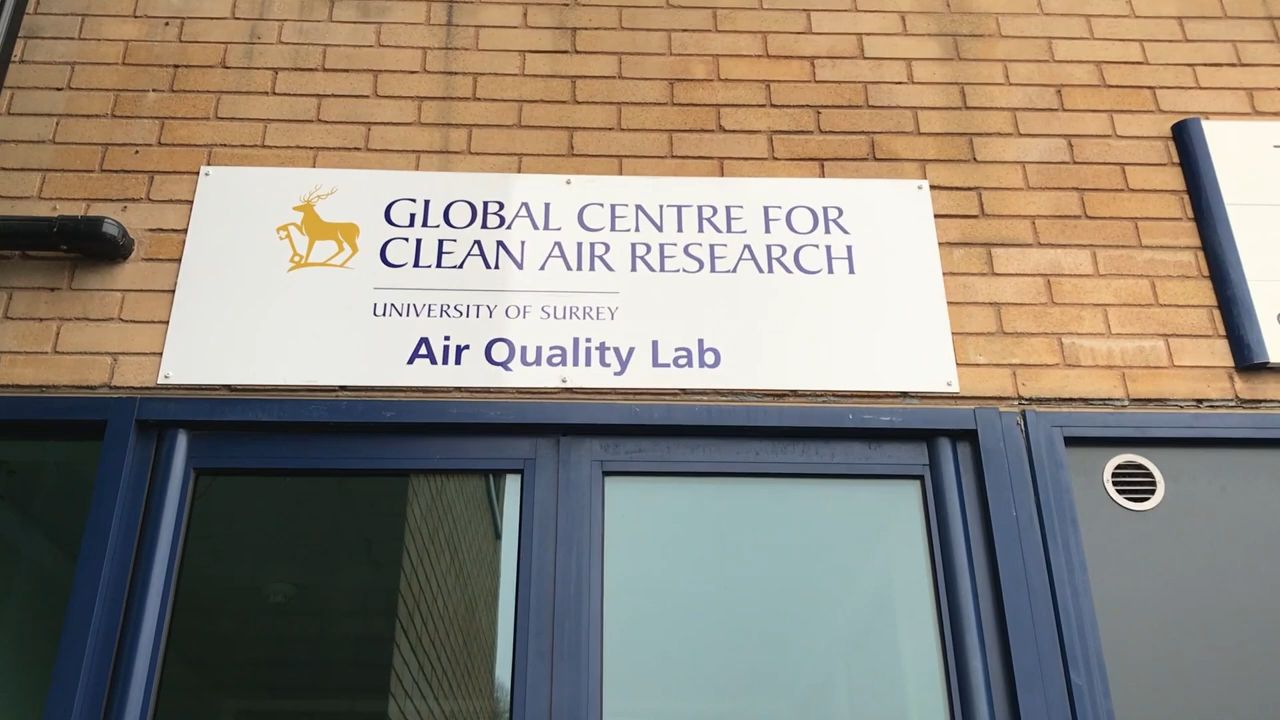 GLOBAL CENTRE FOR
CLEAN AIR RESEARCH
UNIVERSITY OF SURREY
Air Quality Lab